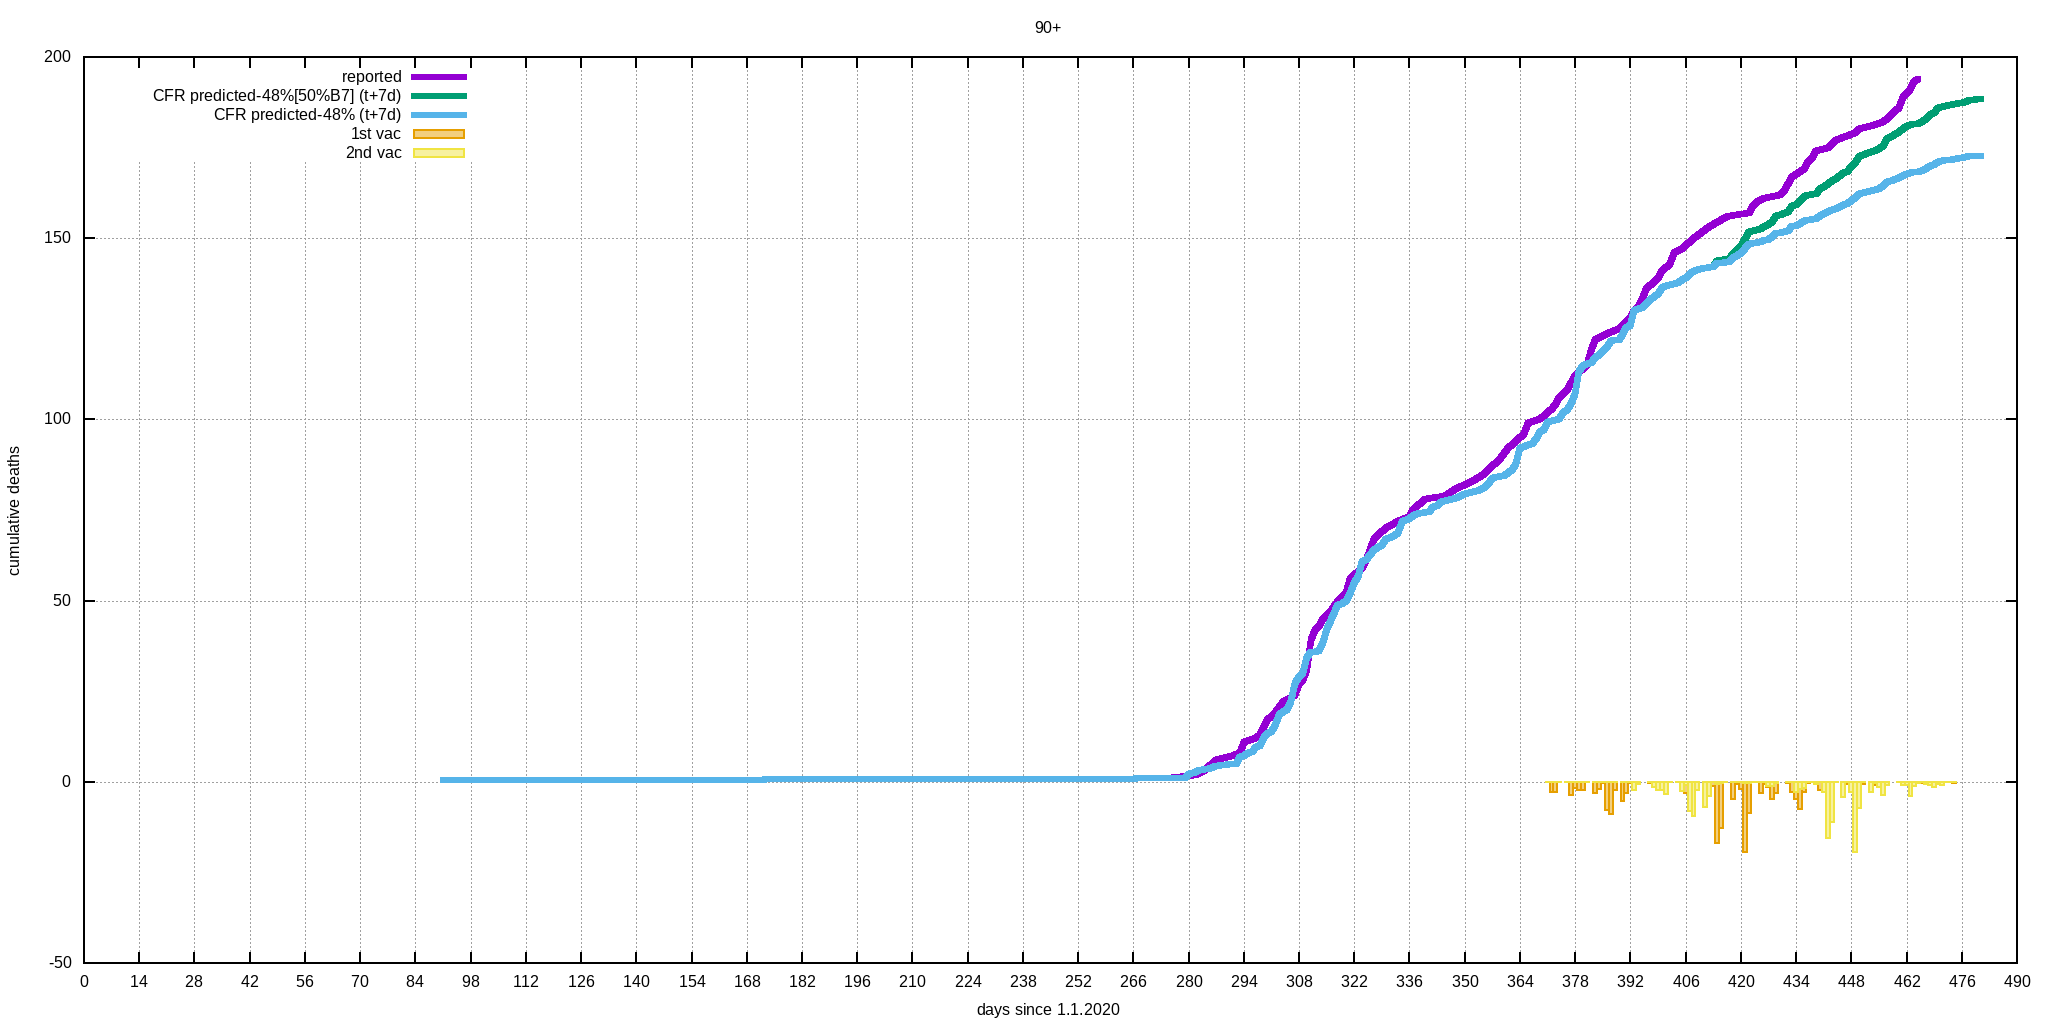 90+
200
150
100
50
0
-50
cumulative deaths
reported
CFR predicted-48%[50%B7] (t+7d)
CFR predicted-48% (t+7d)
1st vac
2nd vac
0 14 28 42 56 70 84 98 112 126 140 154 168 182 196 210 224 238 252 266 280 294 308 322 336 350 364 378 392 406 420 434 448 462 476 490
days since 1.1.2020